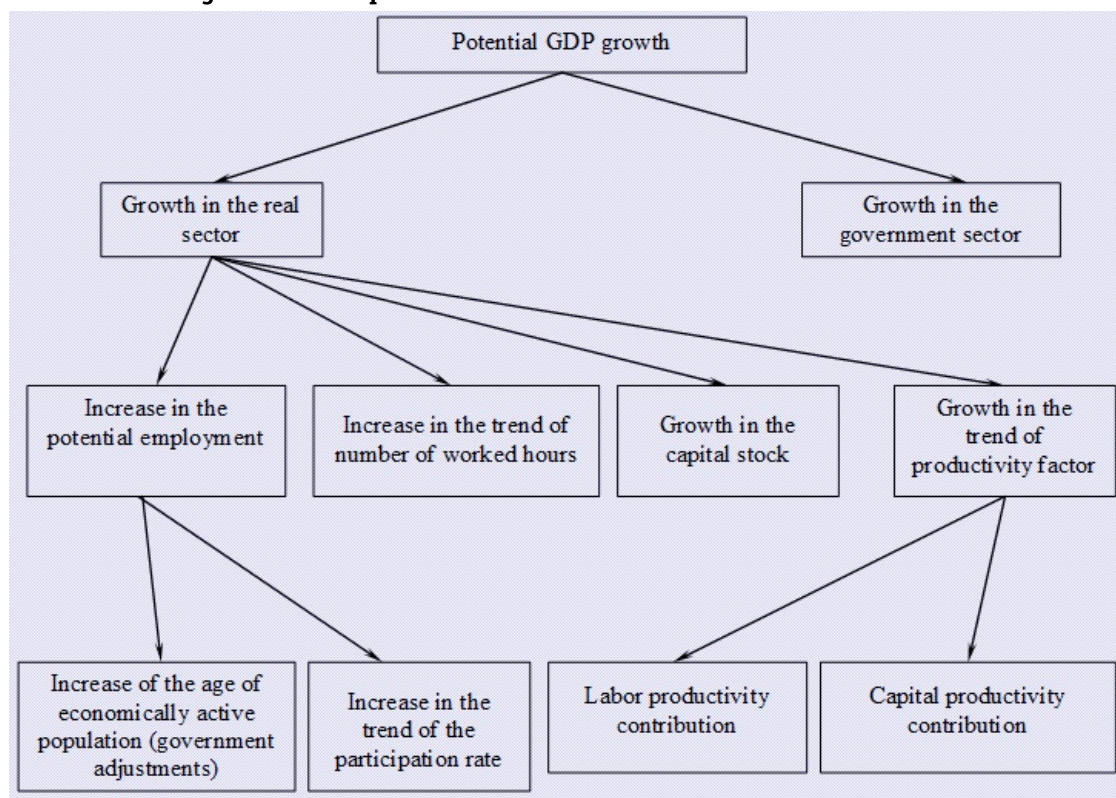 Potential GDP growth
Growth in the real
sector
Growth in the
government sector
Increase in the
potential employment
Increase in the trend of
number of worked hours
Growth in the
capital stock
Growth in the
trend of
productivity factor
Increase of the age of
economically active
population (government
adjustments)
Increase in the
trend of the
participation rate
Labor productivity
contribution
Capital productivity
contribution